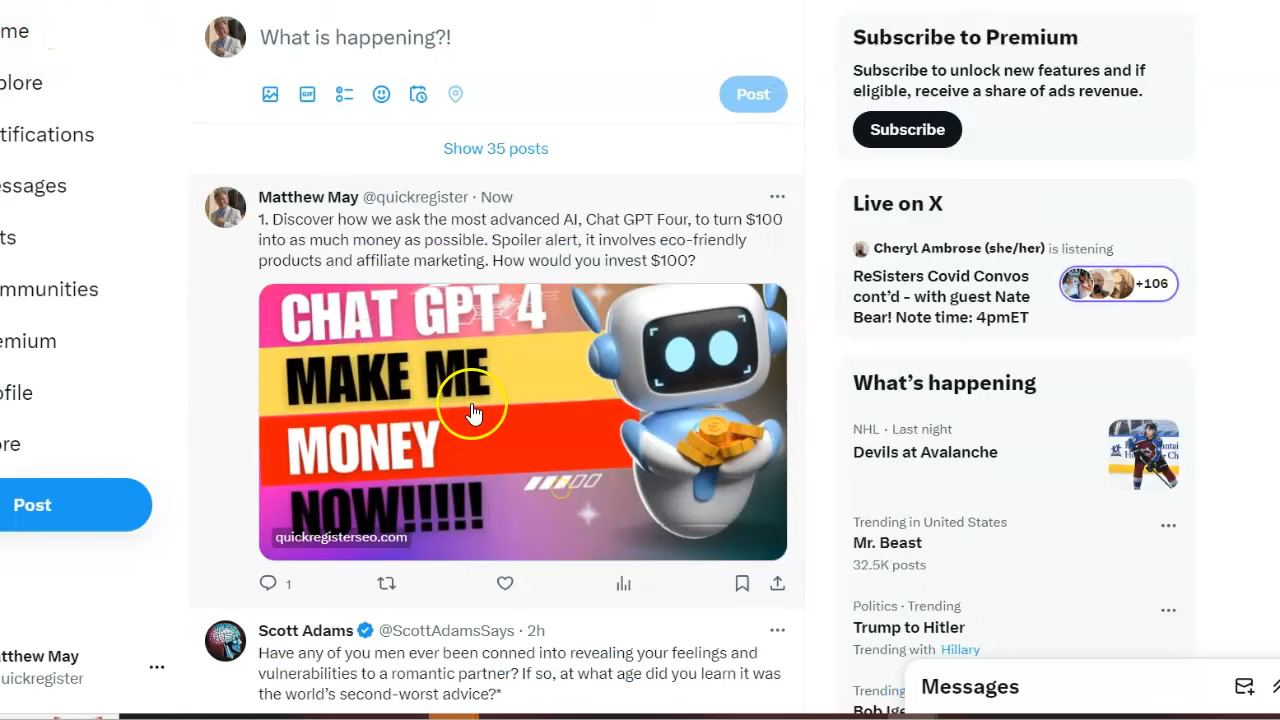 me
plore
tifications
essages
ts
mmunities
emium
ofile
ore
Post
tthew May
uickregister
What is happening?!
GIF
Post
Show 35 posts
Matthew May @quickregister · Now
1. Discover how we ask the most advanced AI, Chat GPT Four, to turn $100
into as much money as possible. Spoiler alert, it involves eco-friendly
products and affiliate marketing. How would you invest $100?
CHAT GPT 4
MAKE ME
MONEY
NOW!!!!!
quickregisterseo.com
1
Scott Adams @ScottAdamsSays · 2h
Have any of you men ever been conned into revealing your feelings and
vulnerabilities to a romantic partner? If so, at what age did you learn it was
the world's second-worst advice?*
Subscribe to Premium
Subscribe to unlock new features and if
eligible, receive a share of ads revenue.
Subscribe
Live on X
Cheryl Ambrose (she/her) is listening
ReSisters Covid Convos
cont'd - with guest Nate
Bear! Note time: 4pmET
+106
What's happening
NHL · Last night
Devils at Avalanche
Trending in United States
Mr. Beast
32.5K posts
Politics · Trending
Trump to Hitler
Trending with Hillary
Trending
Bob Ige
Messages